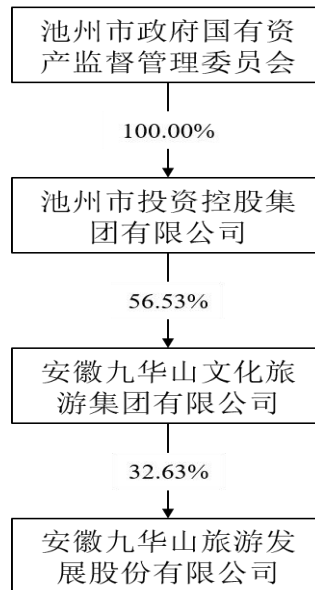 池州市政府国有资
产监督管理委员会
100.00%
池州市投资控股集
团有限公司
56.53%
安徽九华山文化旅
游集团有限公司
32.63%
安徽九华山旅游发
展股份有限公司